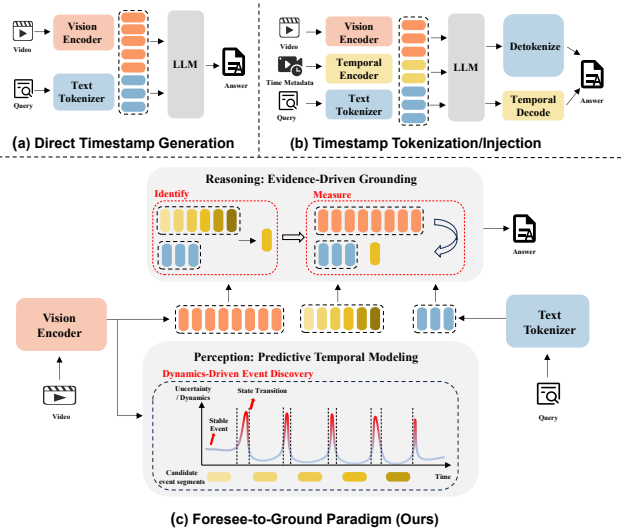 Video
Vision
Encoder
Query
Text
Tokenizer
LLM
Answer
(a) Direct Timestamp Generation
Video
Vision
Encoder
Time Metadata
Temporal
Encoder
Query
Text
Tokenizer
LLM
Detokenize
Temporal
Decode
Answer
(b) Timestamp Tokenization/Injection
Reasoning: Evidence-Driven Grounding
Identify
Measure
Answer
Vision
Encoder
Video
Text
Tokenizer
Query
Perception: Predictive Temporal Modeling
Dynamics-Driven Event Discovery
Uncertainty
/ Dynamics
State Transition
Stable
Event
Candidate
event segments
Time
(c) Foresee-to-Ground Paradigm (Ours)